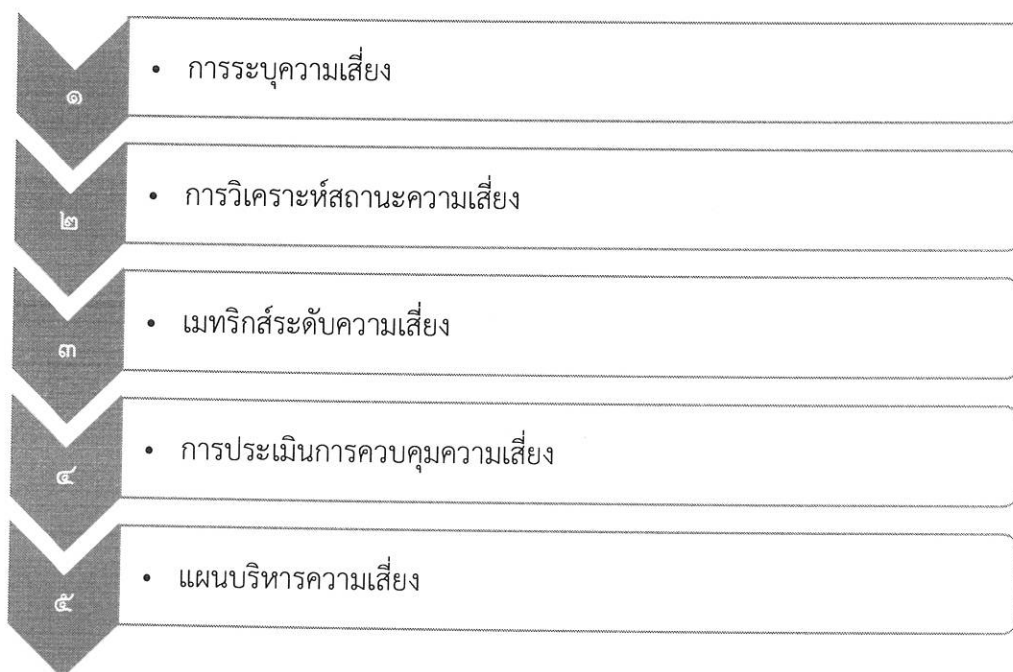 ๑
• การระบุความเสี่ยง
๒
• การวิเคราะห์สถานะความเสี่ยง
๓
• เมทริกส์ระดับความเสี่ยง
๔
• การประเมินการควบคุมความเสี่ยง
๕
• แผนบริหารความเสี่ยง